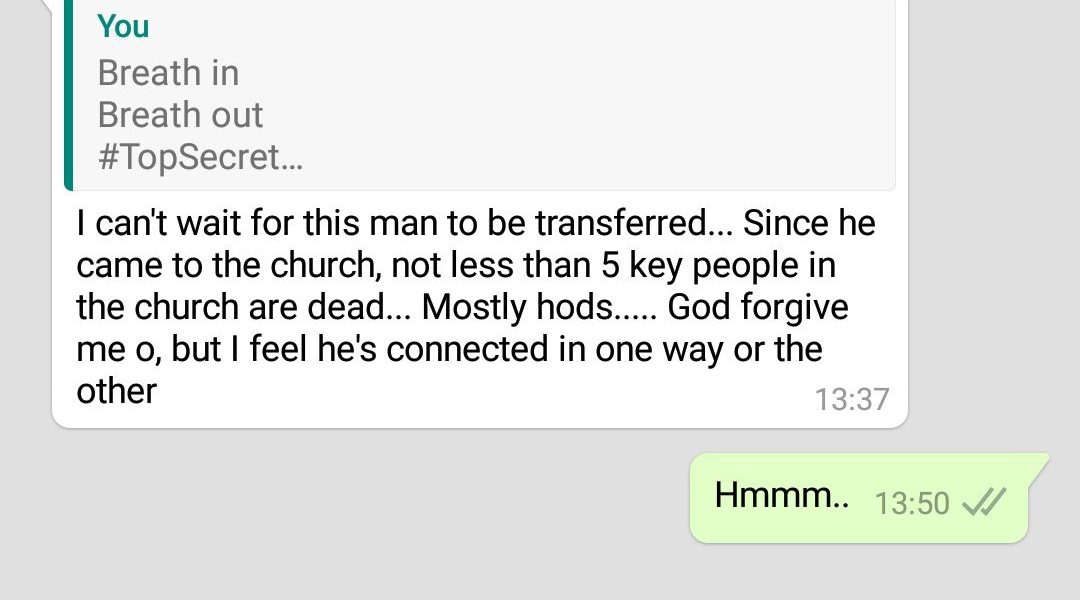 You
Breath in
Breath out
#TopSecret...
I can't wait for this man to be transferred... Since he
came to the church, not less than 5 key people in
the church are dead... Mostly hods..... God forgive
me o, but I feel he's connected in one way or the
other
13:37
Hmmm.. 13:50